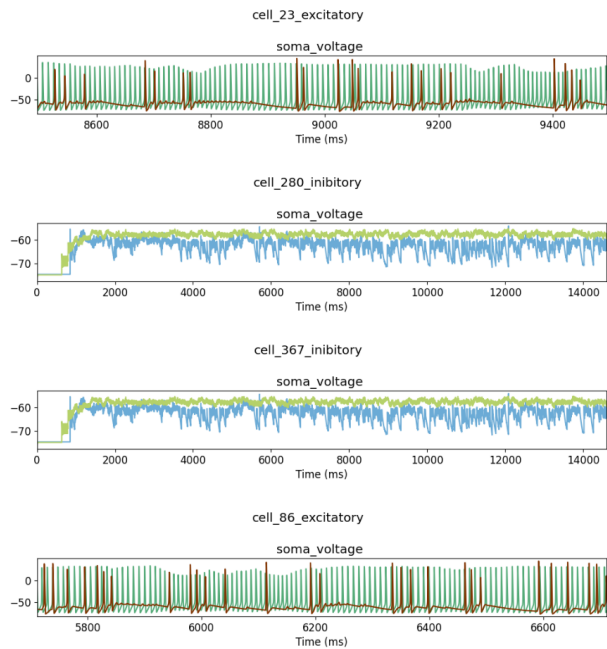 cell_23_excitatory
soma_voltage
0
−50
8600 8800 9000 9200 9400
Time (ms)
cell_280_inibitory
soma_voltage
−60
−70
0 2000 4000 6000 8000 10000 12000 14000
Time (ms)
cell_367_inibitory
soma_voltage
−60
−70
0 2000 4000 6000 8000 10000 12000 14000
Time (ms)
cell_86_excitatory
soma_voltage
0
−50
5800 6000 6200 6400 6600
Time (ms)